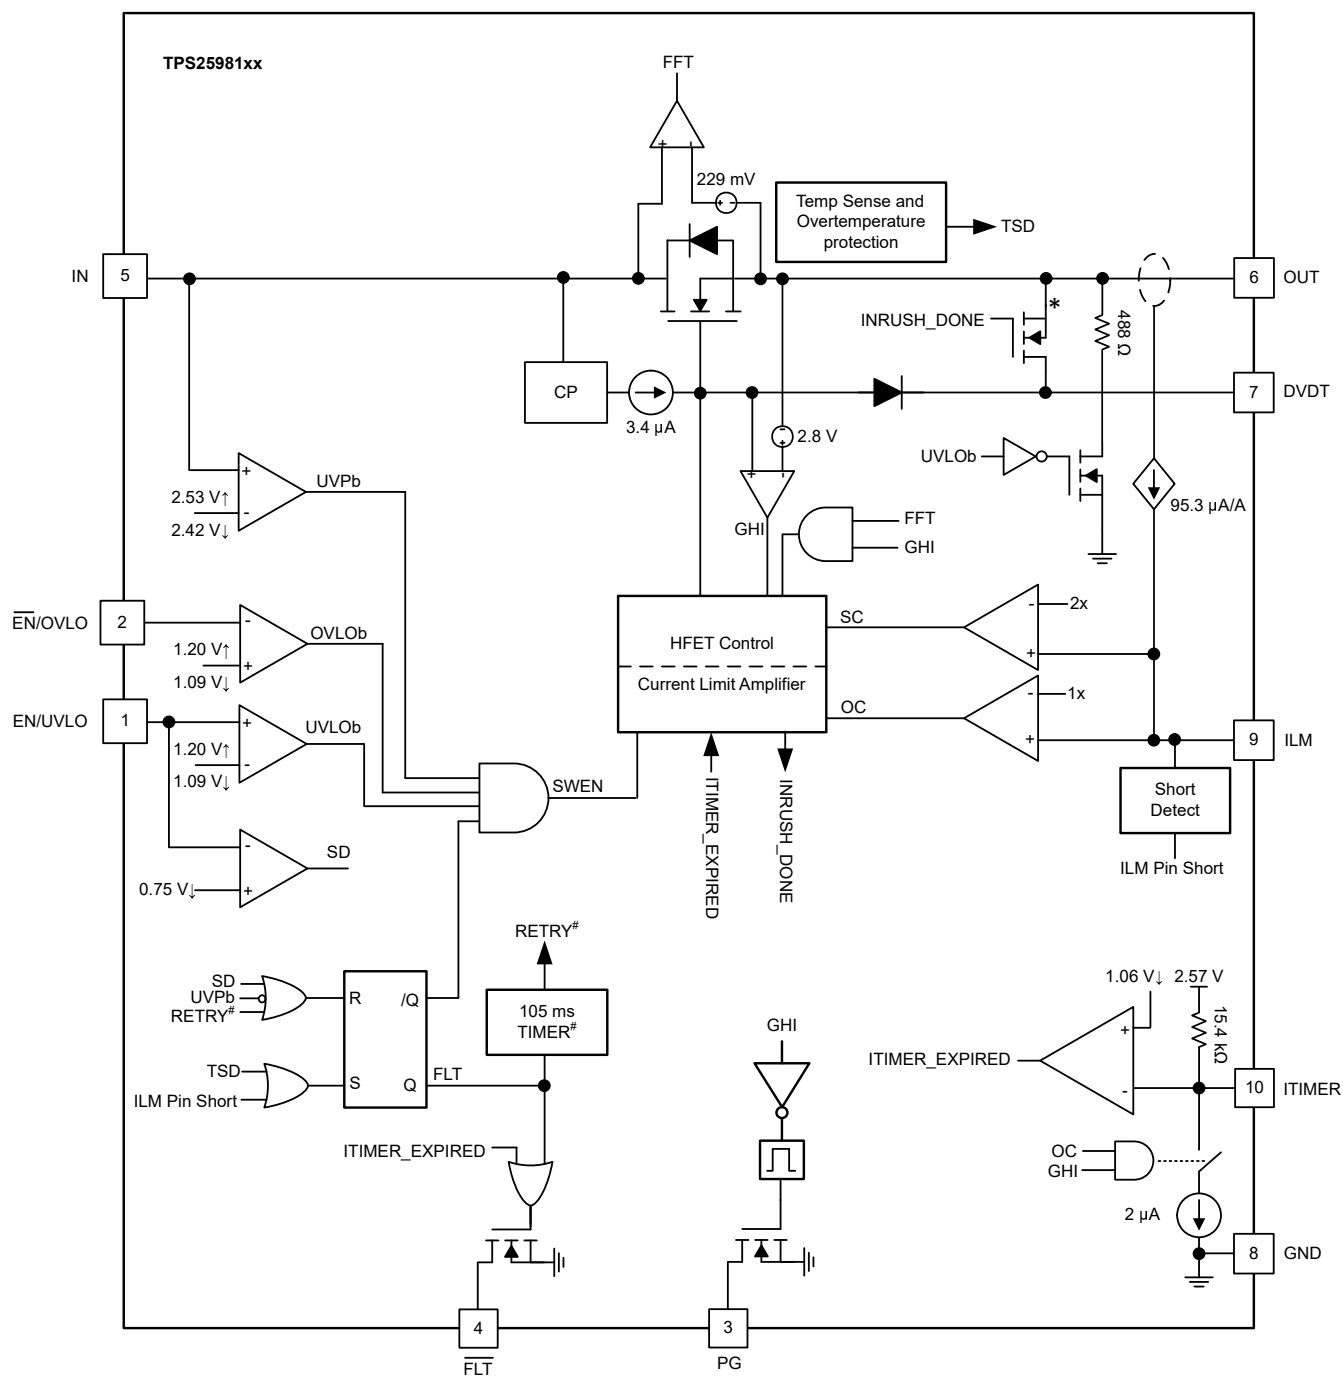 TPS25981xx
FFT
+
-
229 mV
+ -
Temp Sense and
Overtemperature
protection
TSD
IN
5
6
OUT
INRUSH_DONE
*
488 Ω
CP
3.4 µA
7
DVDT
-
+
2.8 V
UVLOb
95.3 µA/A
+
-
UVPb
2.53 V↑
2.42 V↓
+
-
GHI
FFT
GHI
EN/OVLO
2
-
+
OVLOb
1.20 V↑
1.09 V↓
HFET Control
Current Limit Amplifier
SC
-
2x
+
OC
-
1x
+
EN/UVLO
1
+
-
UVLOb
1.20 V↑
1.09 V↓
9
ILM
SWEN
ITIMER_EXPIRED
INRUSH_DONE
Short
Detect
ILM Pin Short
-
+
SD
0.75 V↓
RETRY#
SD
UVPb
RETRY#
R
/Q
105 ms
TIMER#
TSD
ILM Pin Short
S
Q
FLT
GHI
1.06 V↓
2.57 V
15.4 kΩ
ITIMER_EXPIRED
+
-
10
ITIMER
ITIMER_EXPIRED
OC
GHI
2 µA
8
GND
4
FLT
3
PG